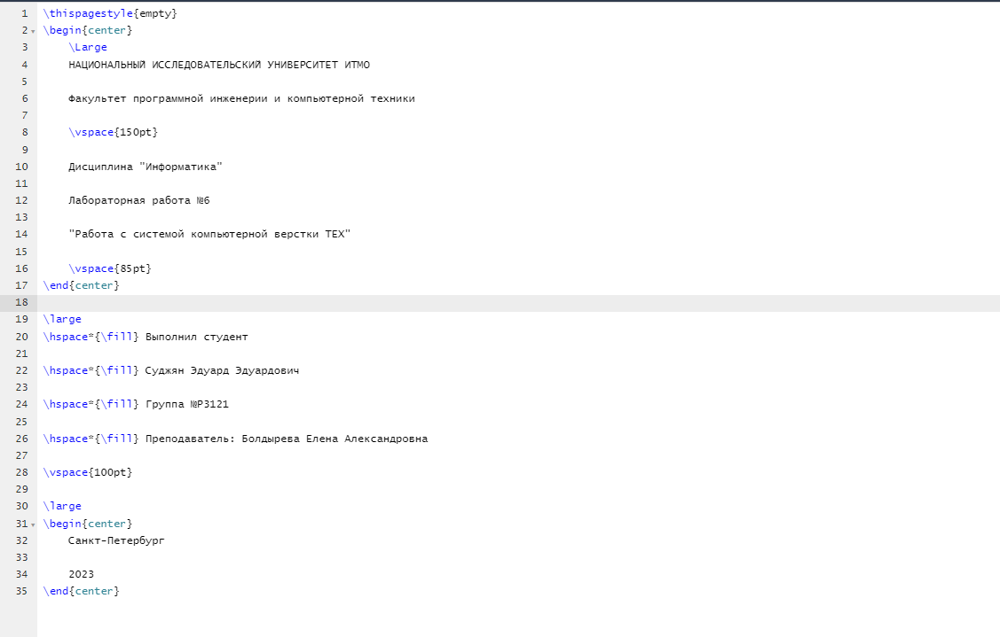 1 \thispagestyle{empty}
2 \begin{center}
3 \Large
4 НАЦИОНАЛЬНЫЙ ИССЛЕДОВАТЕЛЬСКИЙ УНИВЕРСИТЕТ ИТМО
5
6 Факультет программной инженерии и компьютерной техники
7
8 \vspace{150pt}
9
10 Дисциплина "Информатика"
11
12 Лабораторная работа №6
13
14 "Работа с системой компьютерной верстки TEX"
15
16 \vspace{85pt}
17 \end{center}
18
19 \large
20 \hspace*{\fill} Выполнил студент
21
22 \hspace*{\fill} Суджян Эдуард Эдуардович
23
24 \hspace*{\fill} Группа №P3121
25
26 \hspace*{\fill} Преподаватель: Болдырева Елена Александровна
27
28 \vspace{100pt}
29
30 \large
31 \begin{center}
32 Санкт-Петербург
33
34 2023
35 \end{center}